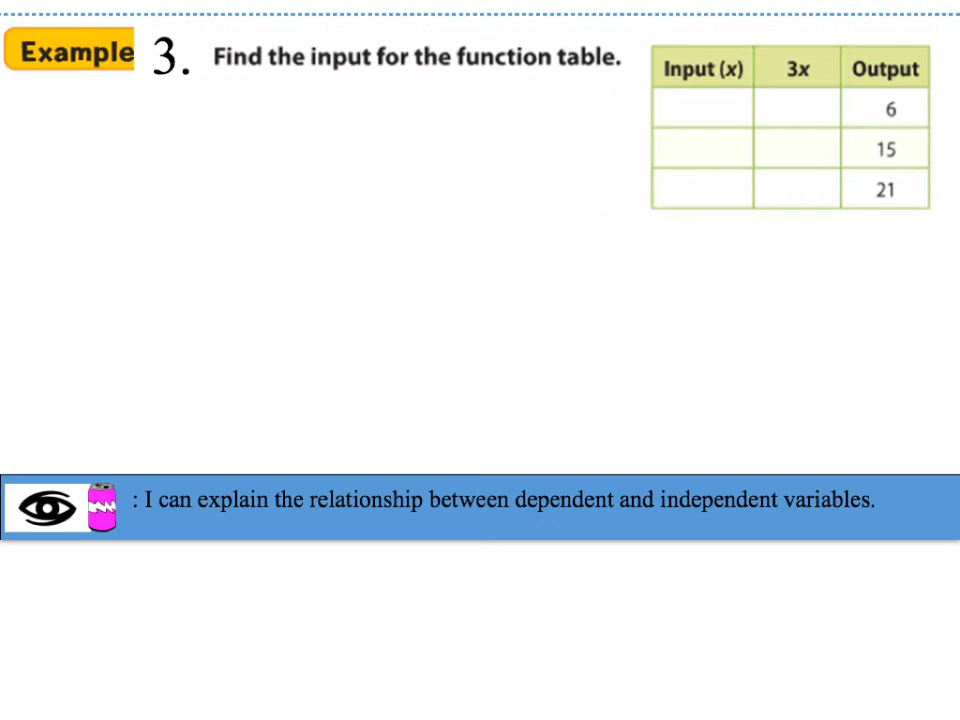 Example 3. Find the input for the function table.
Input (x) 3x Output
6
15
21
: I can explain the relationship between dependent and independent variables.